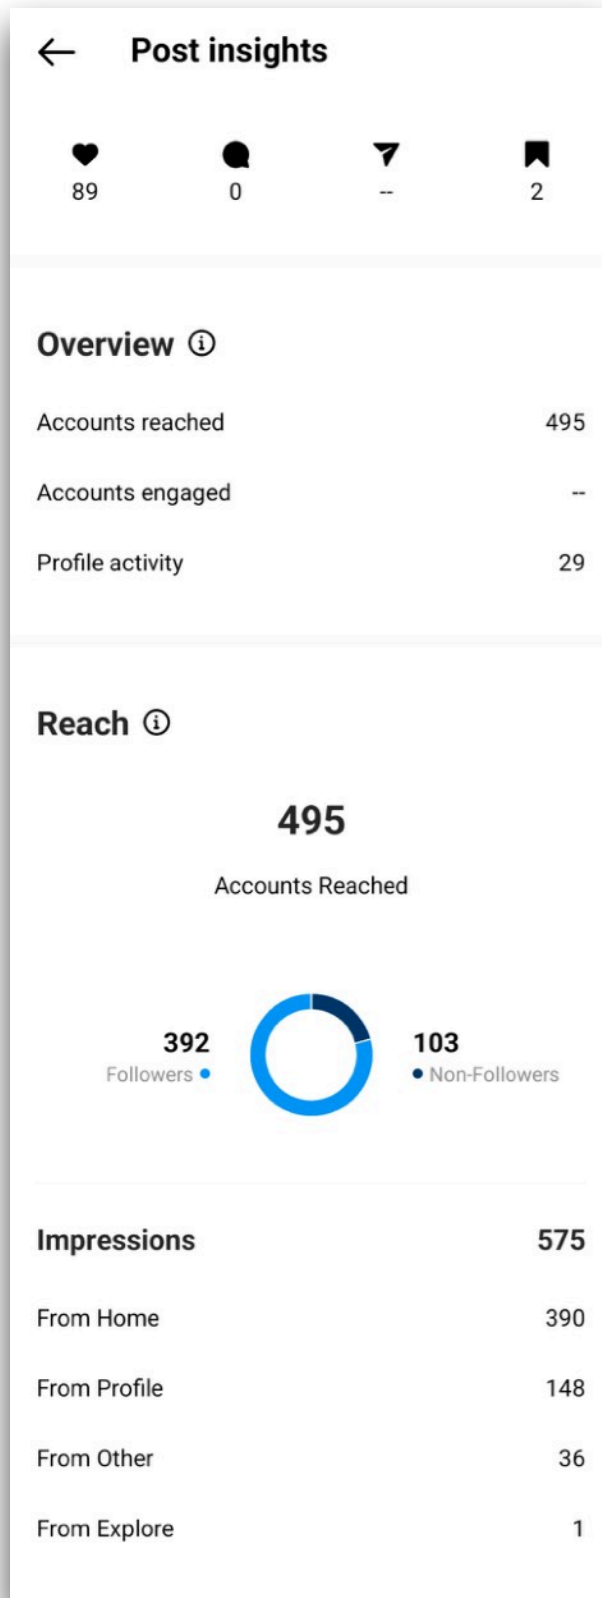 Post insights
89 0 -- 2
Overview
Accounts reached 495
Accounts engaged --
Profile activity 29
Reach
495
Accounts Reached
392 103
Followers Non-Followers
Impressions 575
From Home 390
From Profile 148
From Other 36
From Explore 1